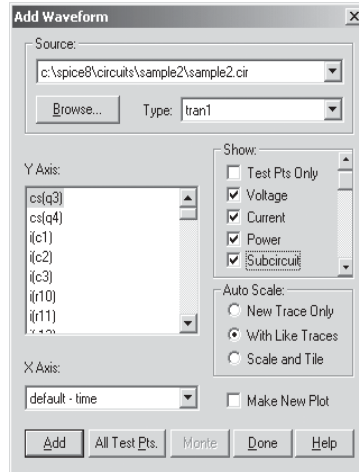 Add Waveform
Source:
c:\spice8\circuits\sample2\sample2.cir
Browse... Type: tran1
Y Axis:
cs(q3)
cs(q4)
i(c1)
i(c2)
i(c3)
i(r10)
i(r11)
Show:
Test Pts Only
Voltage
Current
Power
Subcircuit
Auto Scale:
New Trace Only
With Like Traces
Scale and Tile
X Axis:
default - time
Make New Plot
Add All Test Pts. Monte Done Help